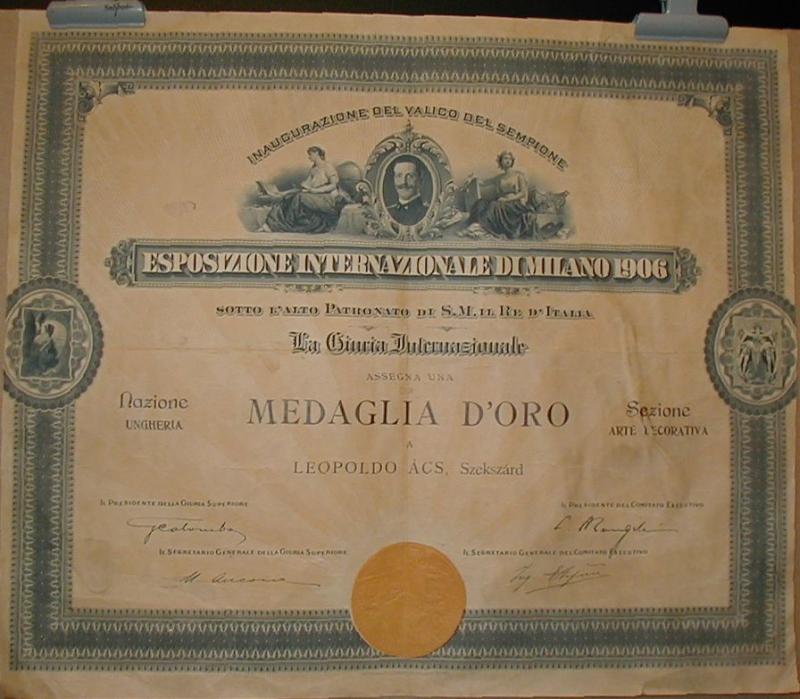 INAUGURAZIONE DEL VALICO DEL SEMPIONE
ESPOSIZIONE INTERNAZIONALE DI MILANO 1906
SOTTO L'ALTO PATRONATO DI S.M. IL RE D'ITALIA
La Giuria Internazionale
ASSEGNA UNA
Nazione
UNGHERIA
MEDAGLIA D'ORO
Sezione
ARTE DECORATIVA
A
LEOPOLDO ÁCS, Szekszárd
IL PRESIDENTE DELLA GIURIA SUPERIORE
IL PRESIDENTE DEL COMITATO ESECUTIVO
IL SEGRETARIO GENERALE DELLA GIURIA SUPERIORE
IL SEGRETARIO GENERALE DEL COMITATO ESECUTIVO